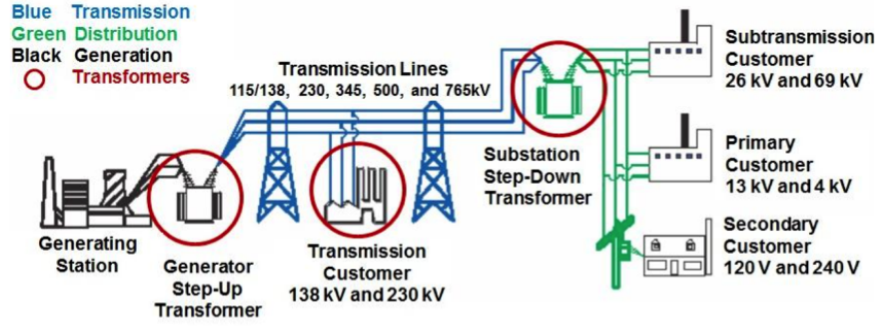 Blue Transmission
Green Distribution
Black Generation
Transformers
Transmission Lines
115/138, 230, 345, 500, and 765kV
Subtransmission
Customer
26 kV and 69 kV
Substation
Step-Down
Transformer
Primary
Customer
13 kV and 4 kV
Secondary
Customer
120 V and 240 V
Generating
Station
Generator
Step-Up
Transformer
Transmission
Customer
138 kV and 230 kV